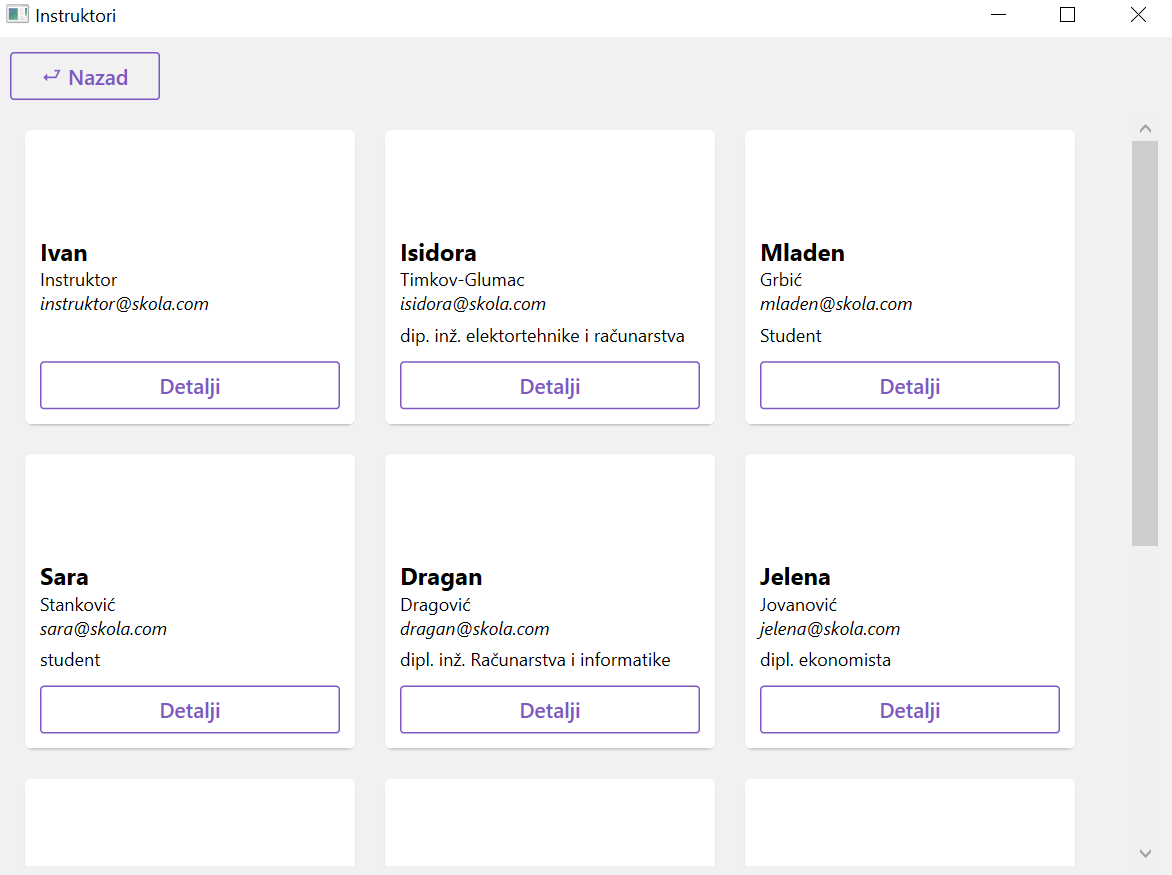 Instruktori
Nazad
Ivan
Instruktor
instruktor@skola.com
Detalji
Isidora
Timkov-Glumac
isidora@skola.com
dip. inž. elektortehnike i računarstva
Detalji
Mladen
Grbić
mladen@skola.com
Student
Detalji
Sara
Stanković
sara@skola.com
student
Detalji
Dragan
Dragović
dragan@skola.com
dipl. inž. Računarstva i informatike
Detalji
Jelena
Jovanović
jelena@skola.com
dipl. ekonomista
Detalji